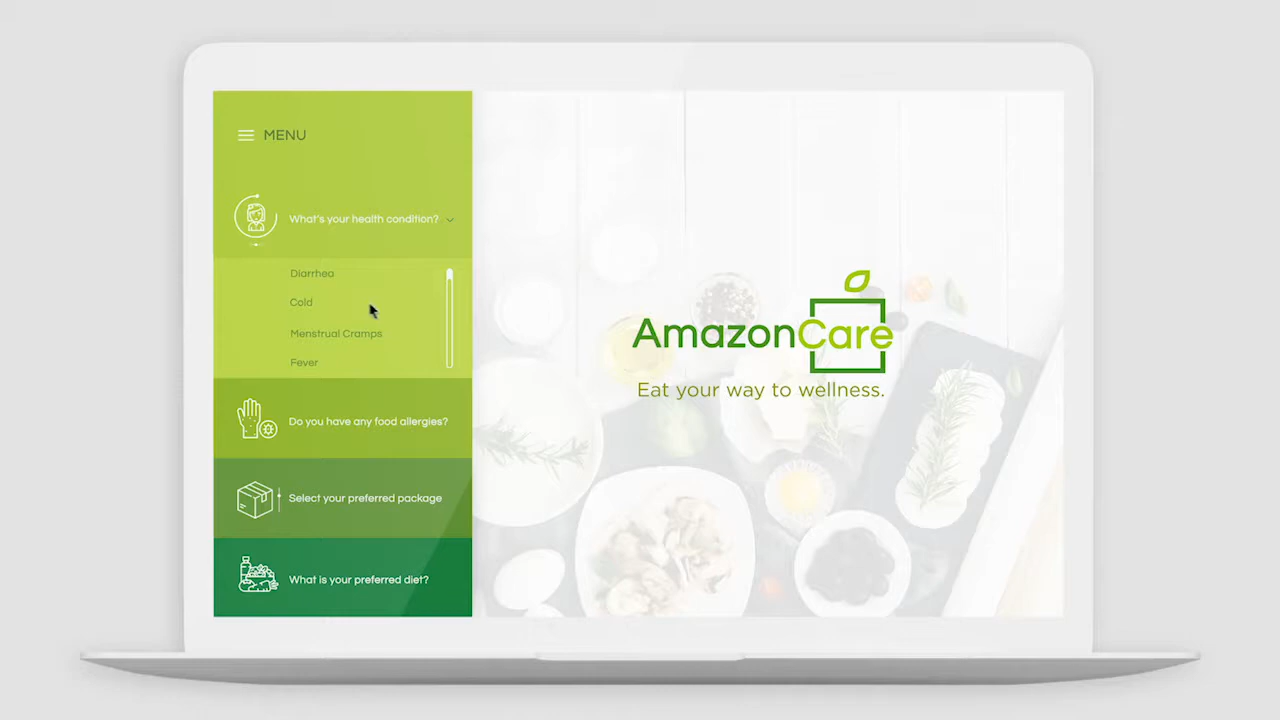 MENU
What's your health condition?
Diarrhea
Cold
Menstrual Cramps
Fever
Do you have any food allergies?
Select your preferred package
What is your preferred diet?
AmazonCare
Eat your way to wellness.